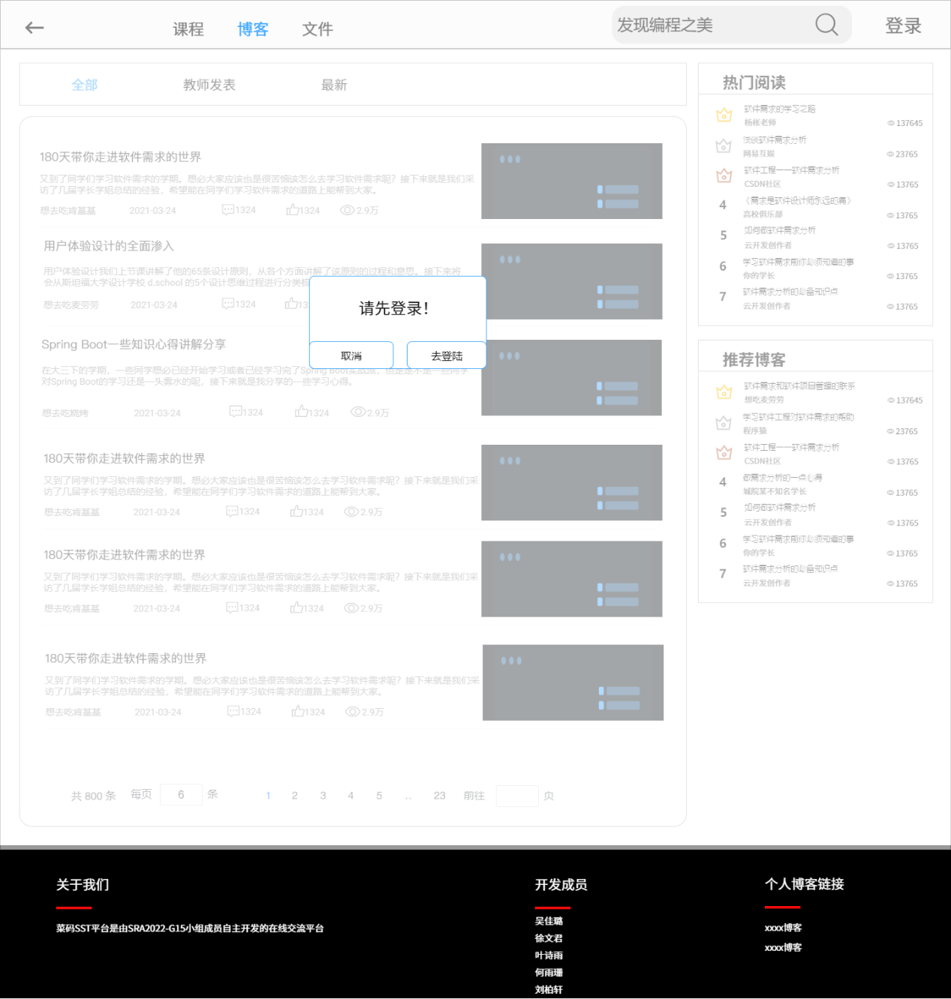 课程 博客 文件 发现编程之美 登录
全部 教师发表 最新
180天带你走进软件需求的世界
又到了同学们学习软件需求的学期。想必大家应该也是很苦恼该怎么去学习软件需求呢？接下来就是我们采
访了几届学长学姐总结的经验，希望能在同学们学习软件需求的道路上能帮到大家。
想去吃肯基基 2021-03-24 1324 1324 2.9万
用户体验设计的全面渗入
用户体验设计我们上节课讲解了他的65条设计原则，从各个方面讲解了该原则的过程和意思。接下来将
会从斯坦福大学设计学校 d.school 的5个设计思维过程进行分类
想去吃麦劳劳 2021-03-24 1324 13
请先登录！
取消 去登陆
Spring Boot一些知识心得讲解分享
在大三下的学期，一些同学想必已经开始学习或者已经学习完了Spring Boot实战派，但是是不是一些同学
对Spring Boot的学习还是一头雾水的呢，接下来就是我分享的一些学习心得。
想去吃烧烤 2021-03-24 1324 1324 2.9万
180天带你走进软件需求的世界
又到了同学们学习软件需求的学期。想必大家应该也是很苦恼该怎么去学习软件需求呢？接下来就是我们采
访了几届学长学姐总结的经验，希望能在同学们学习软件需求的道路上能帮到大家。
想去吃肯基基 2021-03-24 1324 1324 2.9万
180天带你走进软件需求的世界
又到了同学们学习软件需求的学期。想必大家应该也是很苦恼该怎么去学习软件需求呢？接下来就是我们采
访了几届学长学姐总结的经验，希望能在同学们学习软件需求的道路上能帮到大家。
想去吃肯基基 2021-03-24 1324 1324 2.9万
180天带你走进软件需求的世界
又到了同学们学习软件需求的学期。想必大家应该也是很苦恼该怎么去学习软件需求呢？接下来就是我们采
访了几届学长学姐总结的经验，希望能在同学们学习软件需求的道路上能帮到大家。
想去吃肯基基 2021-03-24 1324 1324 2.9万
共 800 条 每页 6 条 1 2 3 4 5 .. 23 前往 页
热门阅读
软件需求的学习之路
杨枨老师 137645
浅谈软件需求分析
网易互娱 23765
软件工程——软件需求分析
CSDN社区 13765
4 《需求是软件设计师永远的痛》
高校俱乐部 13765
5 如何做软件需求分析
云开发创作者 13765
6 学习软件需求前你必须知道的事
你的学长 13765
7 软件需求分析的必备知识点
云开发创作者 13765
推荐博客
软件需求和软件项目管理的联系
想吃麦劳劳 137645
学习软件工程对软件需求的帮助
程序猿 23765
软件工程——软件需求分析
CSDN社区 13765
4 做需求分析的一点心得
城院某不知名学长 13765
5 如何做软件需求分析
云开发创作者 13765
6 学习软件需求前你必须知道的事
你的学长 13765
7 软件需求分析的必备知识点
云开发创作者 13765
关于我们
菜码SST平台是由SRA2022-G15小组成员自主开发的在线交流平台
开发成员
吴佳璐
徐文君
叶诗雨
何雨珊
刘柏轩
个人博客链接
xxxx博客
xxxx博客